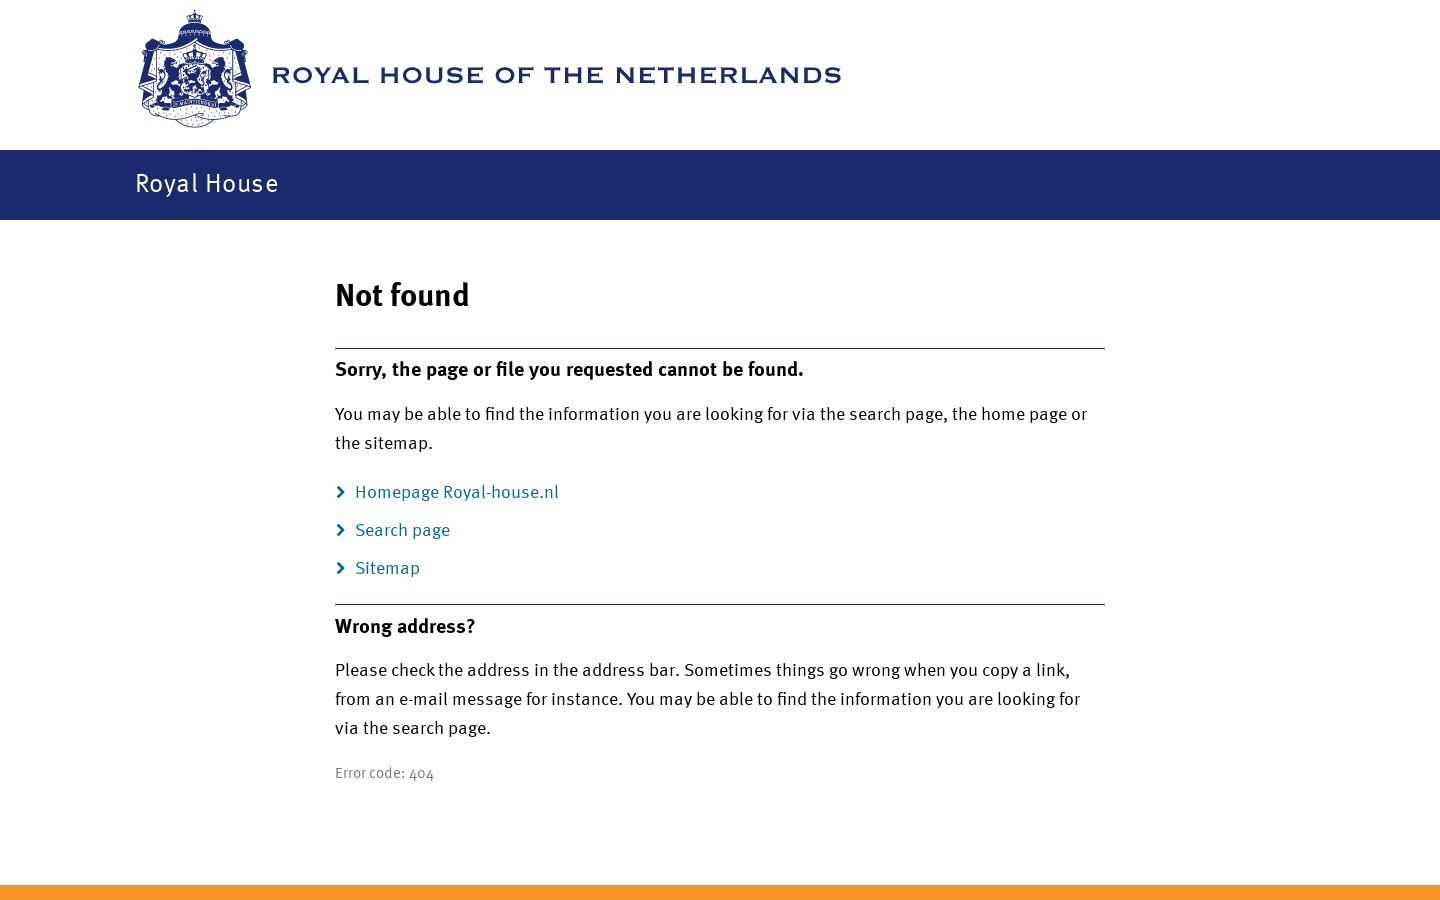 ROYAL HOUSE OF THE NETHERLANDS
Royal House
Not found
Sorry, the page or file you requested cannot be found.
You may be able to find the information you are looking for via the search page, the home page or
the sitemap.
Homepage Royal-house.nl
Search page
Sitemap
Wrong address?
Please check the address in the address bar. Sometimes things go wrong when you copy a link,
from an e-mail message for instance. You may be able to find the information you are looking for
via the search page.
Error code: 404